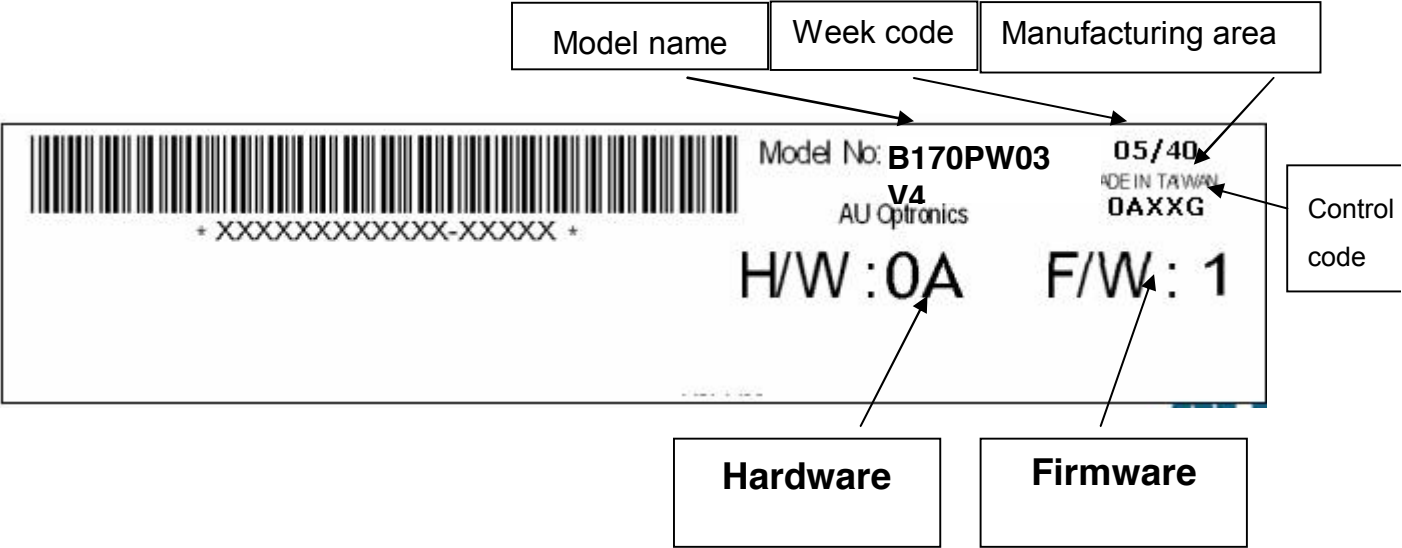 Model name
Week code
Manufacturing area
Model No: B170PW03
V4
05/40
ADE IN TAIWAN
0AXXG
AU Optronics
* XXXXXXXXXXXX-XXXXX *
Control
code
H/W :0A
F/W: 1
Hardware
Firmware